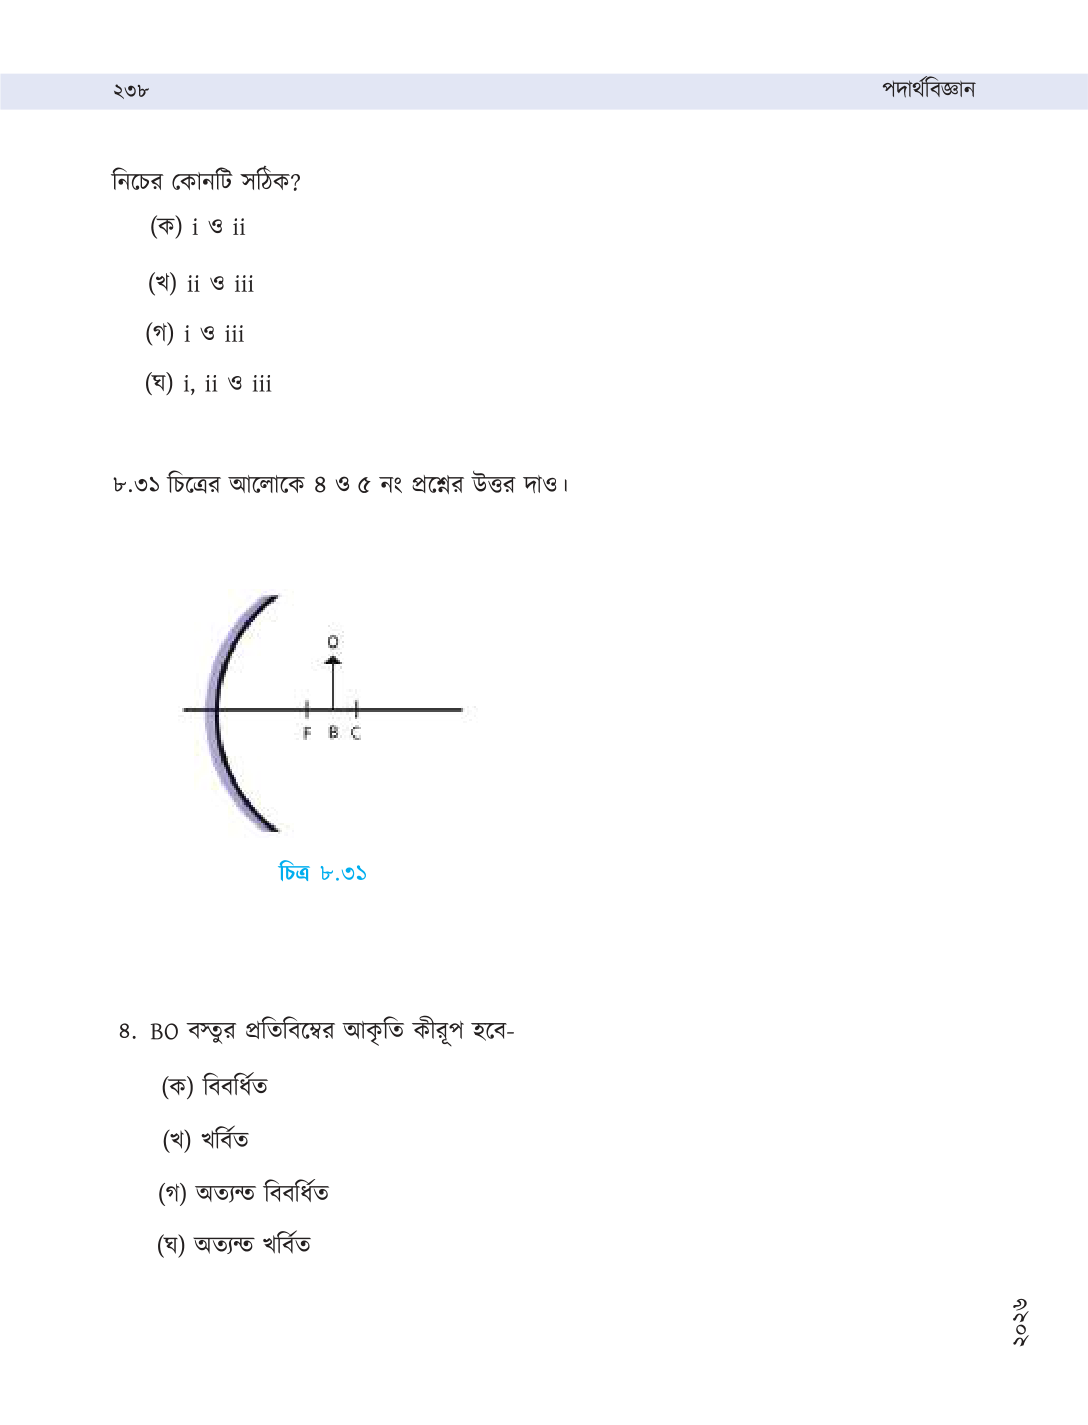 ২৩৮ পদার্থবিজ্ঞান
নিচের কোনটি সঠিক?
(ক) i ও ii
(খ) ii ও iii
(গ) i ও iii
(ঘ) i, ii ও iii
৮.৩১ চিত্রের আলোকে ৪ ও ৫ নং প্রশ্নের উত্তর দাও।
O
F B C
চিত্র ৮.৩১
৪. BO বস্তুর প্রতিবিম্বের আকৃতি কীরূপ হবে-
(ক) বিবর্ধিত
(খ) খর্বিত
(গ) অত্যন্ত বিবর্ধিত
(ঘ) অত্যন্ত খর্বিত
২০২৬